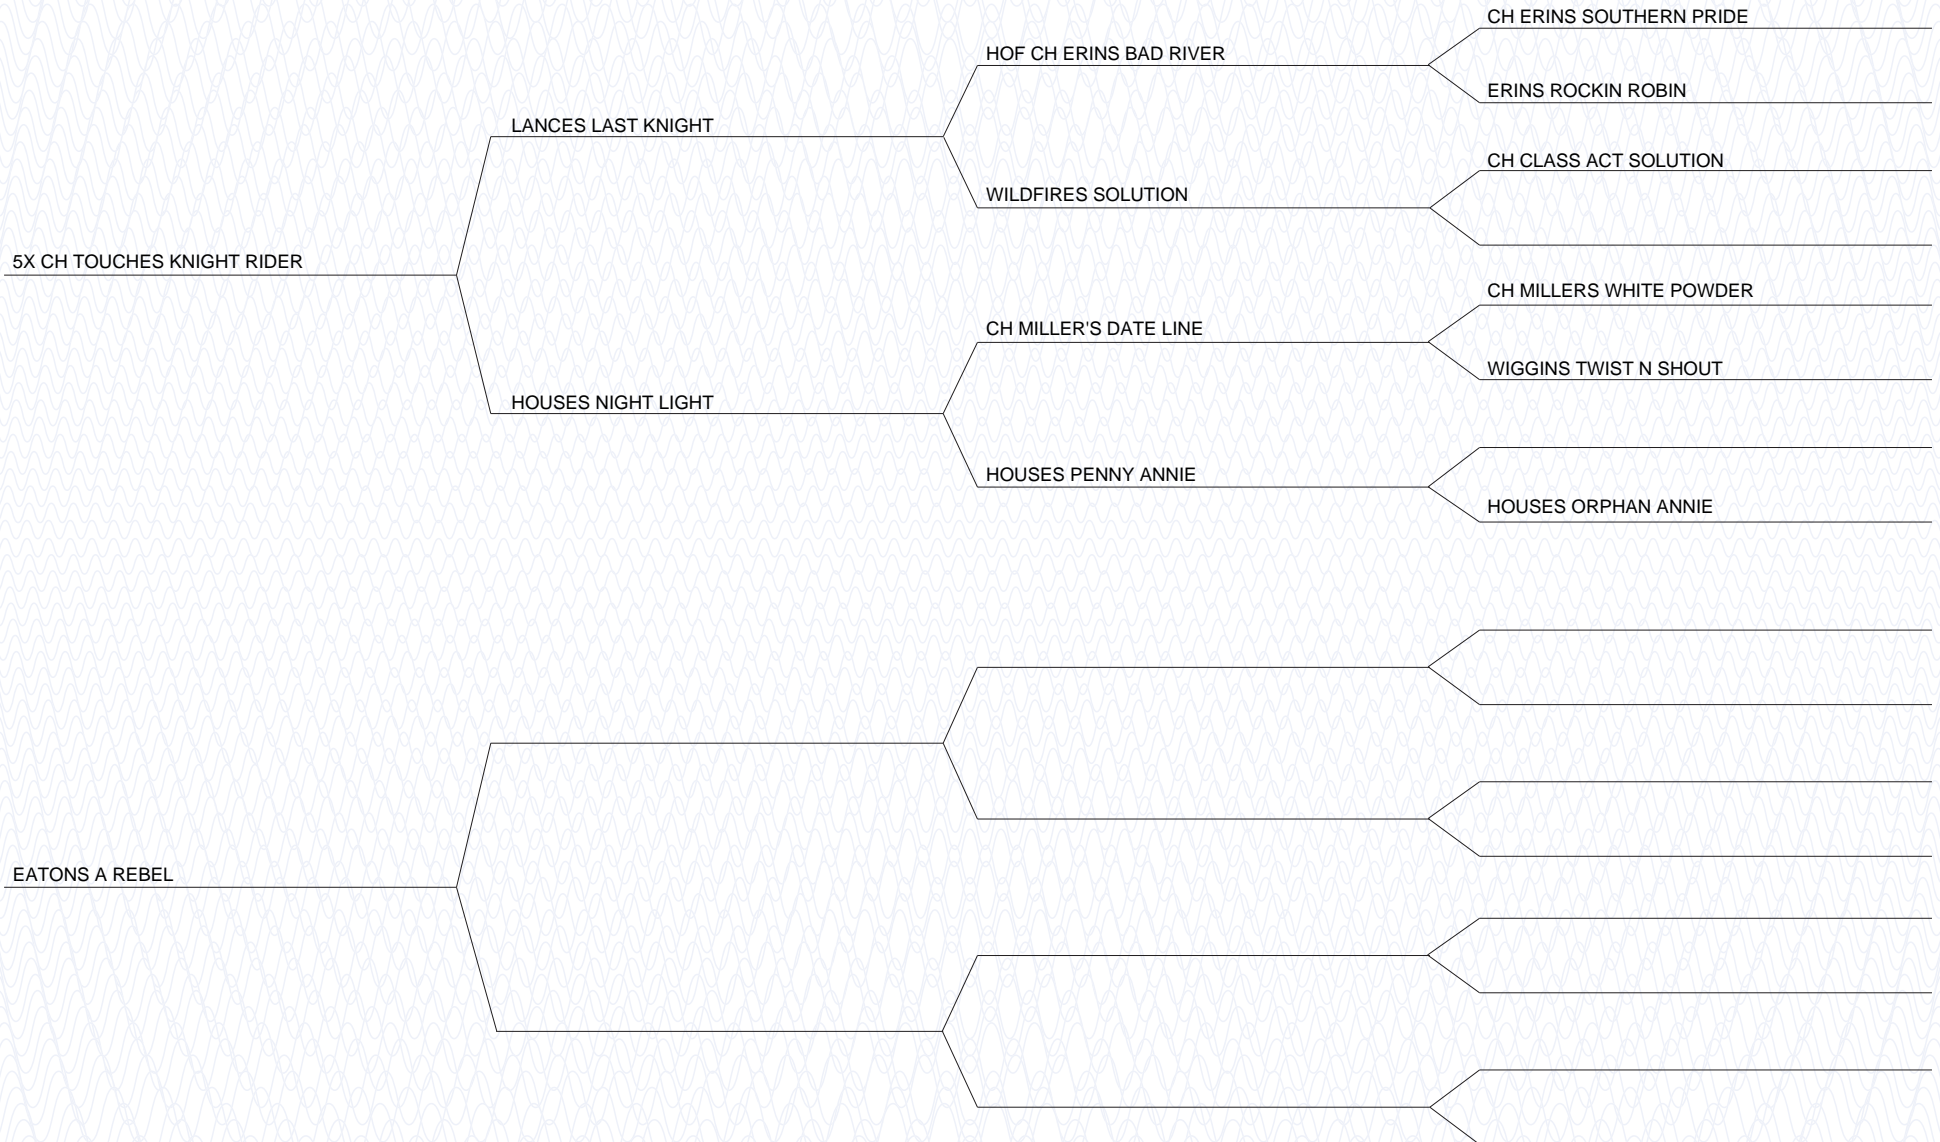 CH ERINS SOUTHERN PRIDE
HOF CH ERINS BAD RIVER
ERINS ROCKIN ROBIN
LANCES LAST KNIGHT
CH CLASS ACT SOLUTION
WILDFIRES SOLUTION
5X CH TOUCHES KNIGHT RIDER
CH MILLERS WHITE POWDER
CH MILLER'S DATE LINE
WIGGINS TWIST N SHOUT
HOUSES NIGHT LIGHT
HOUSES PENNY ANNIE
HOUSES ORPHAN ANNIE
EATONS A REBEL